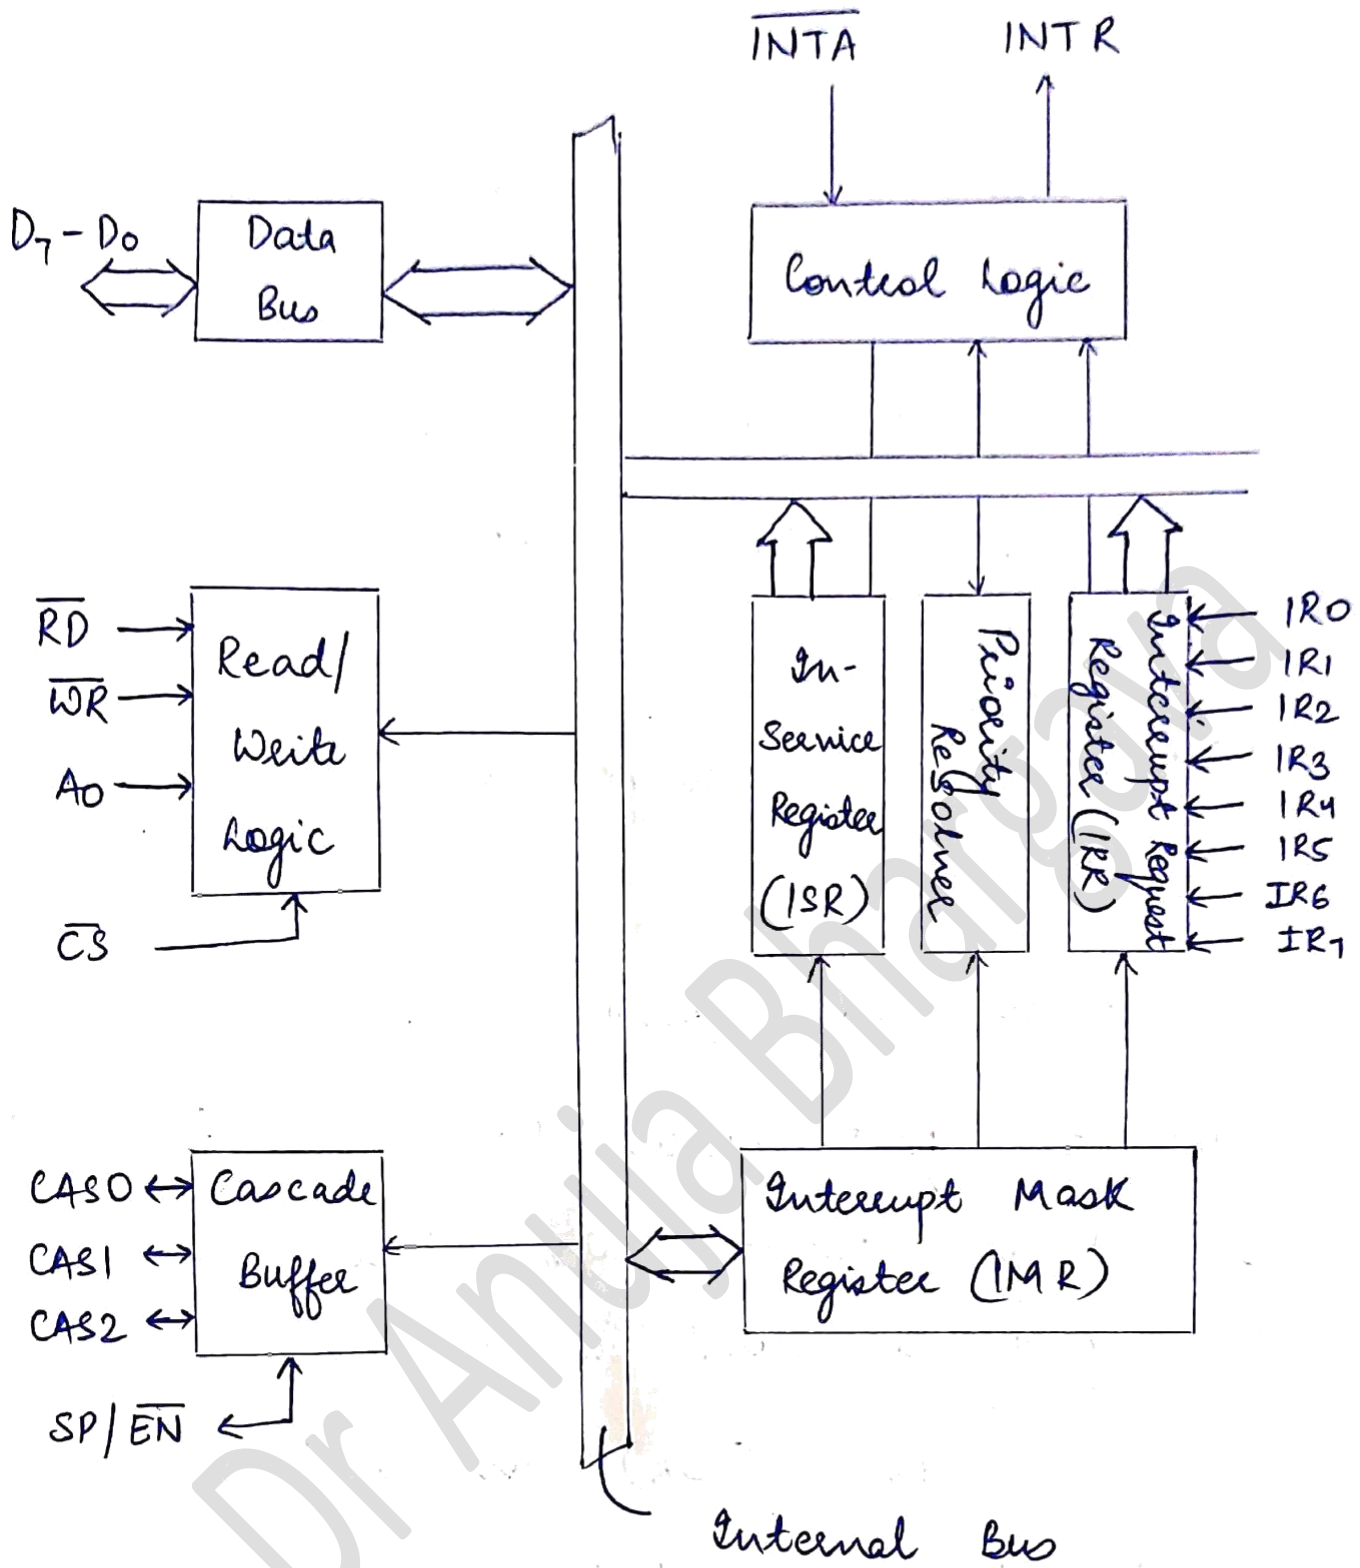 INTA INTR
D7 - D0
Data
Bus
Control Logic
RD
WR
A0
CS
Read/
Write
Logic
In-
Service
Register
(ISR)
Priority
Resolver
Interrupt Request
Register (IRR)
IR0
IR1
IR2
IR3
IR4
IR5
IR6
IR7
CAS0
CAS1
CAS2
Cascade
Buffer
SP/EN
Interrupt Mask
Register (IMR)
Internal Bus
Dr Anuja Bhargava